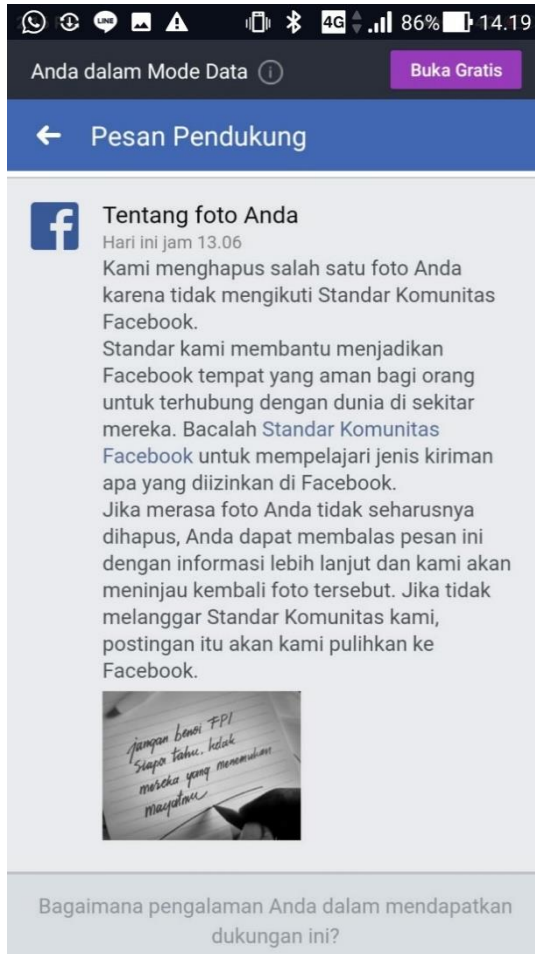 4G 86% 14.19
Anda dalam Mode Data
Buka Gratis
Pesan Pendukung
Tentang foto Anda
Hari ini jam 13.06
Kami menghapus salah satu foto Anda
karena tidak mengikuti Standar Komunitas
Facebook.
Standar kami membantu menjadikan
Facebook tempat yang aman bagi orang
untuk terhubung dengan dunia di sekitar
mereka. Bacalah Standar Komunitas
Facebook untuk mempelajari jenis kiriman
apa yang diizinkan di Facebook.
Jika merasa foto Anda tidak seharusnya
dihapus, Anda dapat membalas pesan ini
dengan informasi lebih lanjut dan kami akan
meninjau kembali foto tersebut. Jika tidak
melanggar Standar Komunitas kami,
postingan itu akan kami pulihkan ke
Facebook.
jangan benci FPI
siapa tahu, kelak
mereka yang menemukan
mayatmu
Bagaimana pengalaman Anda dalam mendapatkan
dukungan ini?